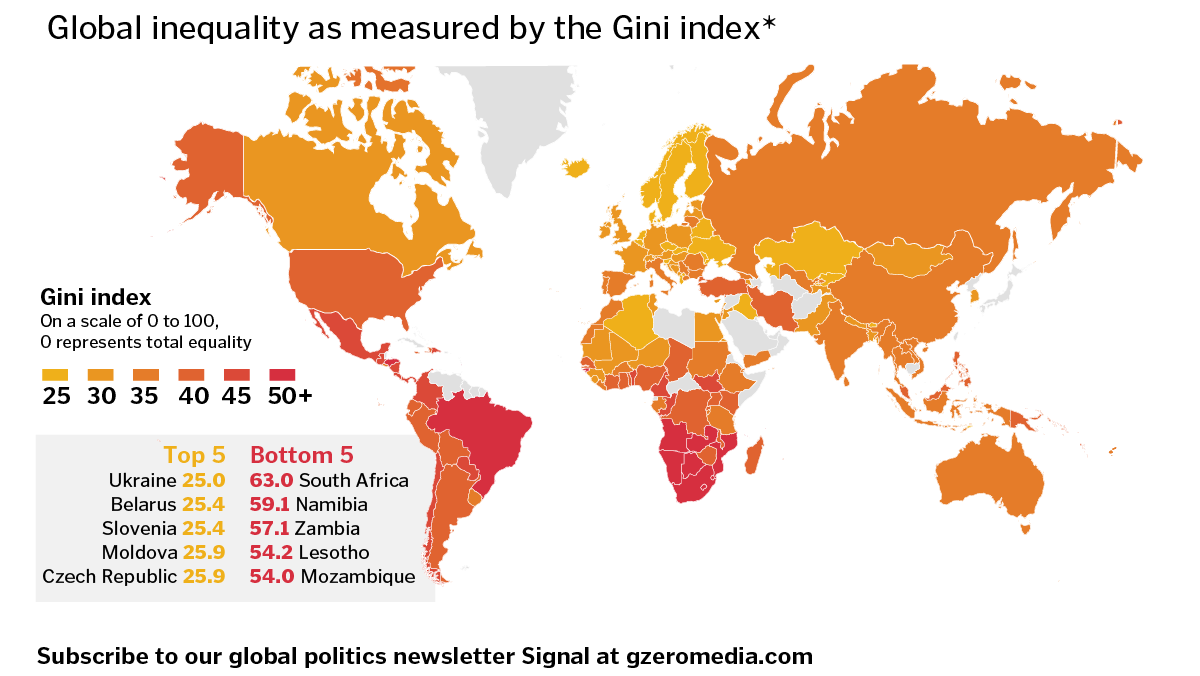 Global inequality as measured by the Gini index*
Gini index
On a scale of 0 to 100,
0 represents total equality
25 30 35 40 45 50+
Top 5 Bottom 5
Ukraine 25.0 63.0 South Africa
Belarus 25.4 59.1 Namibia
Slovenia 25.4 57.1 Zambia
Moldova 25.9 54.2 Lesotho
Czech Republic 25.9 54.0 Mozambique
Subscribe to our global politics newsletter Signal at gzeromedia.com